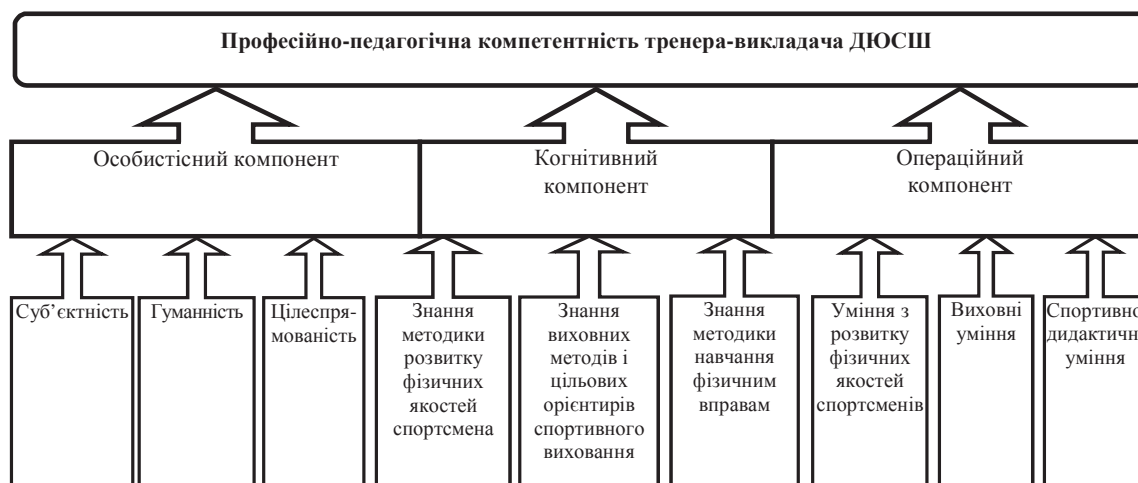 Професійно-педагогічна компетентність тренера-викладача ДЮСШ
Особистісний компонент
Когнітивний
компонент
Операційний
компонент
Суб’єктність
Гуманність
Цілеспря-
мованість
Знання
методики
розвитку
фізичних
якостей
спортсмена
Знання
виховних
методів і
цільових
орієнтирів
спортивного
виховання
Знання
методики
навчання
фізичним
вправам
Уміння з
розвитку
фізичних
якостей
спортсменів
Виховні
уміння
Спортивно
дидактичн
уміння